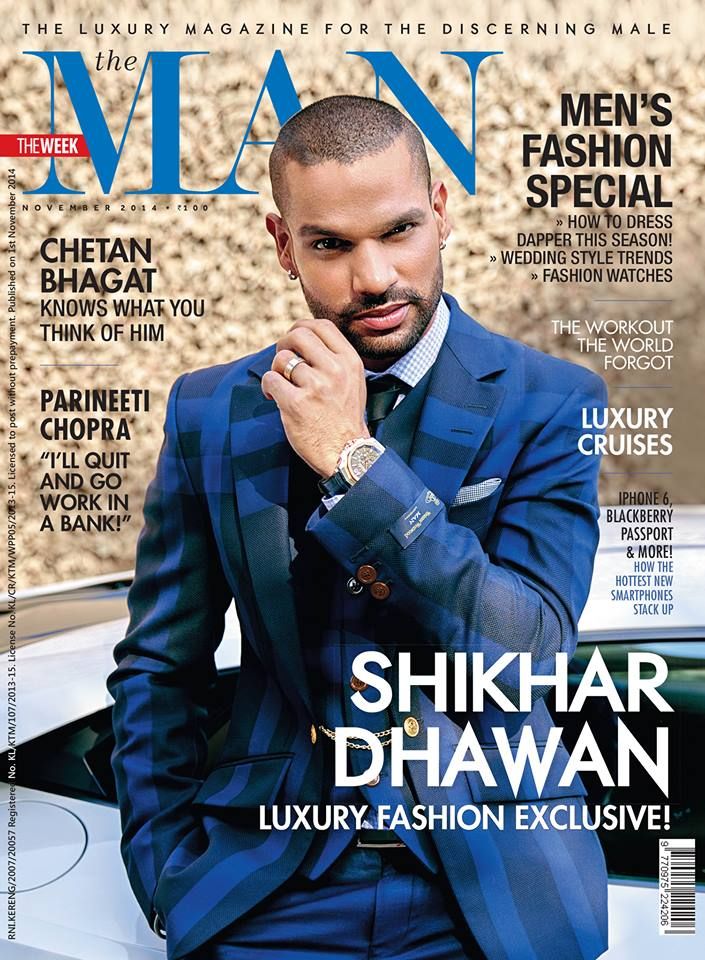 THE LUXURY MAGAZINE FOR THE DISCERNING MALE
the
MAN
THE WEEK
NOVEMBER 2014 • ₹100
CHETAN
BHAGAT
KNOWS WHAT YOU
THINK OF HIM
PARINEETI
CHOPRA
“I’LL QUIT
AND GO
WORK IN
A BANK!”
MEN’S
FASHION
SPECIAL
» HOW TO DRESS
DAPPER THIS SEASON!
» WEDDING STYLE TRENDS
» FASHION WATCHES
THE WORKOUT
THE WORLD
FORGOT
LUXURY
CRUISES
IPHONE 6,
BLACKBERRY
PASSPORT
& MORE!
HOW THE
HOTTEST NEW
SMARTPHONES
STACK UP
SHIKHAR
DHAWAN
LUXURY FASHION EXCLUSIVE!
MAN
9 770975 224206
RNI.KERENG/2007/20057 Registered No. KL/KTM/107/2013-15. License No. KL/CR/KTM/WPP05/2013-15. Licensed to post without prepayment. Published on 1st November 2014